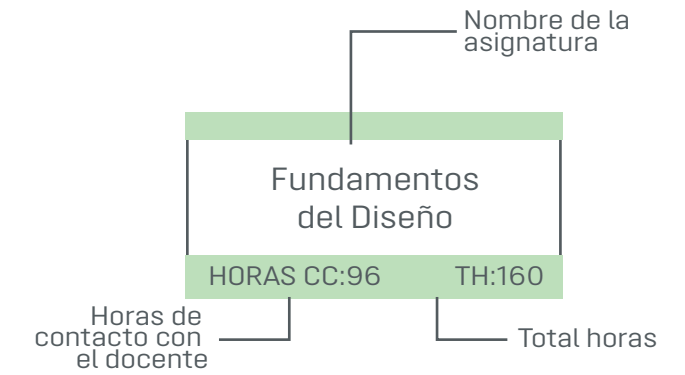 Nombre de la
asignatura
Fundamentos
del Diseño
HORAS CC:96 TH:160
Horas de
contacto con
el docente
Total horas